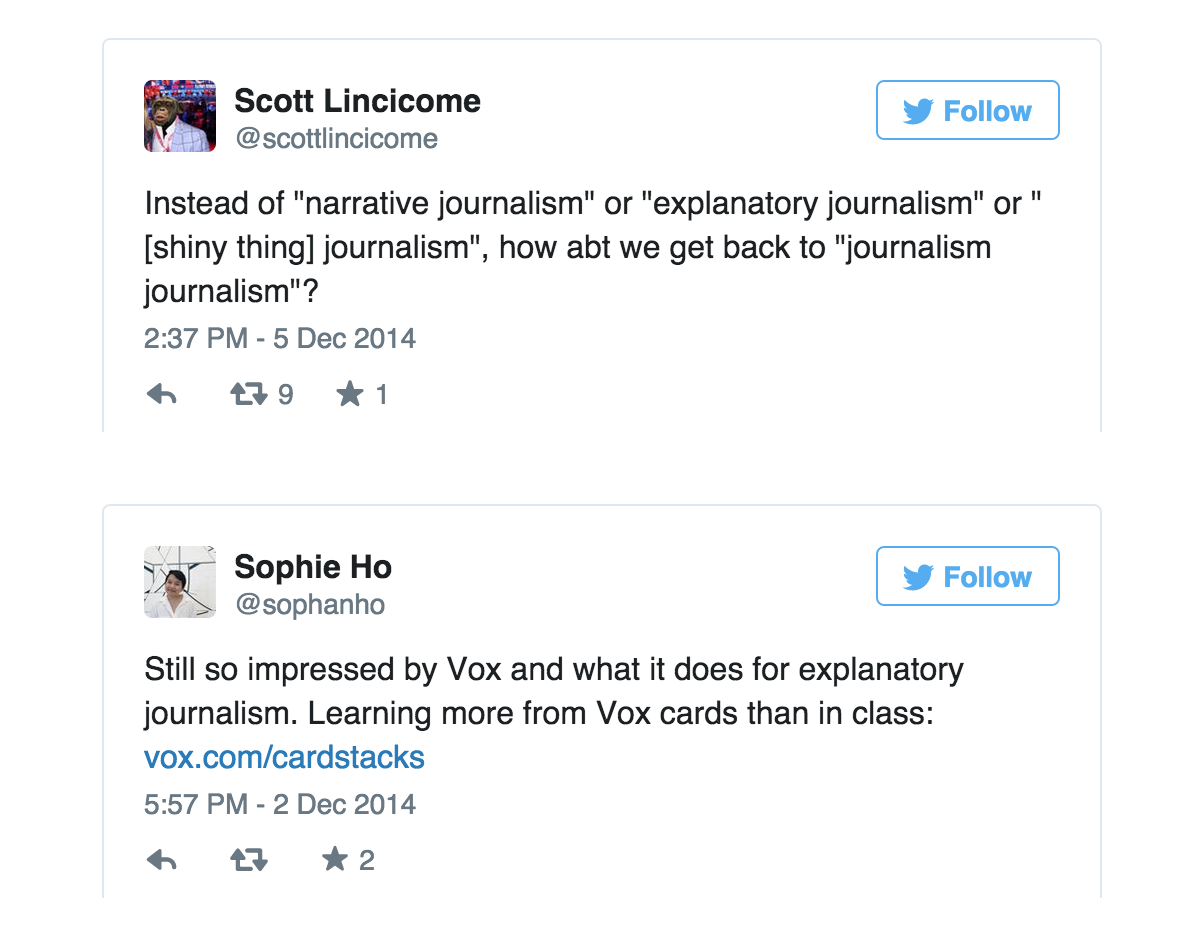 Scott Lincicome
@scottlincicome
Follow
Instead of "narrative journalism" or "explanatory journalism" or "
[shiny thing] journalism", how abt we get back to "journalism
journalism"?
2:37 PM - 5 Dec 2014
9 1
Sophie Ho
@sophanho
Follow
Still so impressed by Vox and what it does for explanatory
journalism. Learning more from Vox cards than in class:
vox.com/cardstacks
5:57 PM - 2 Dec 2014
2